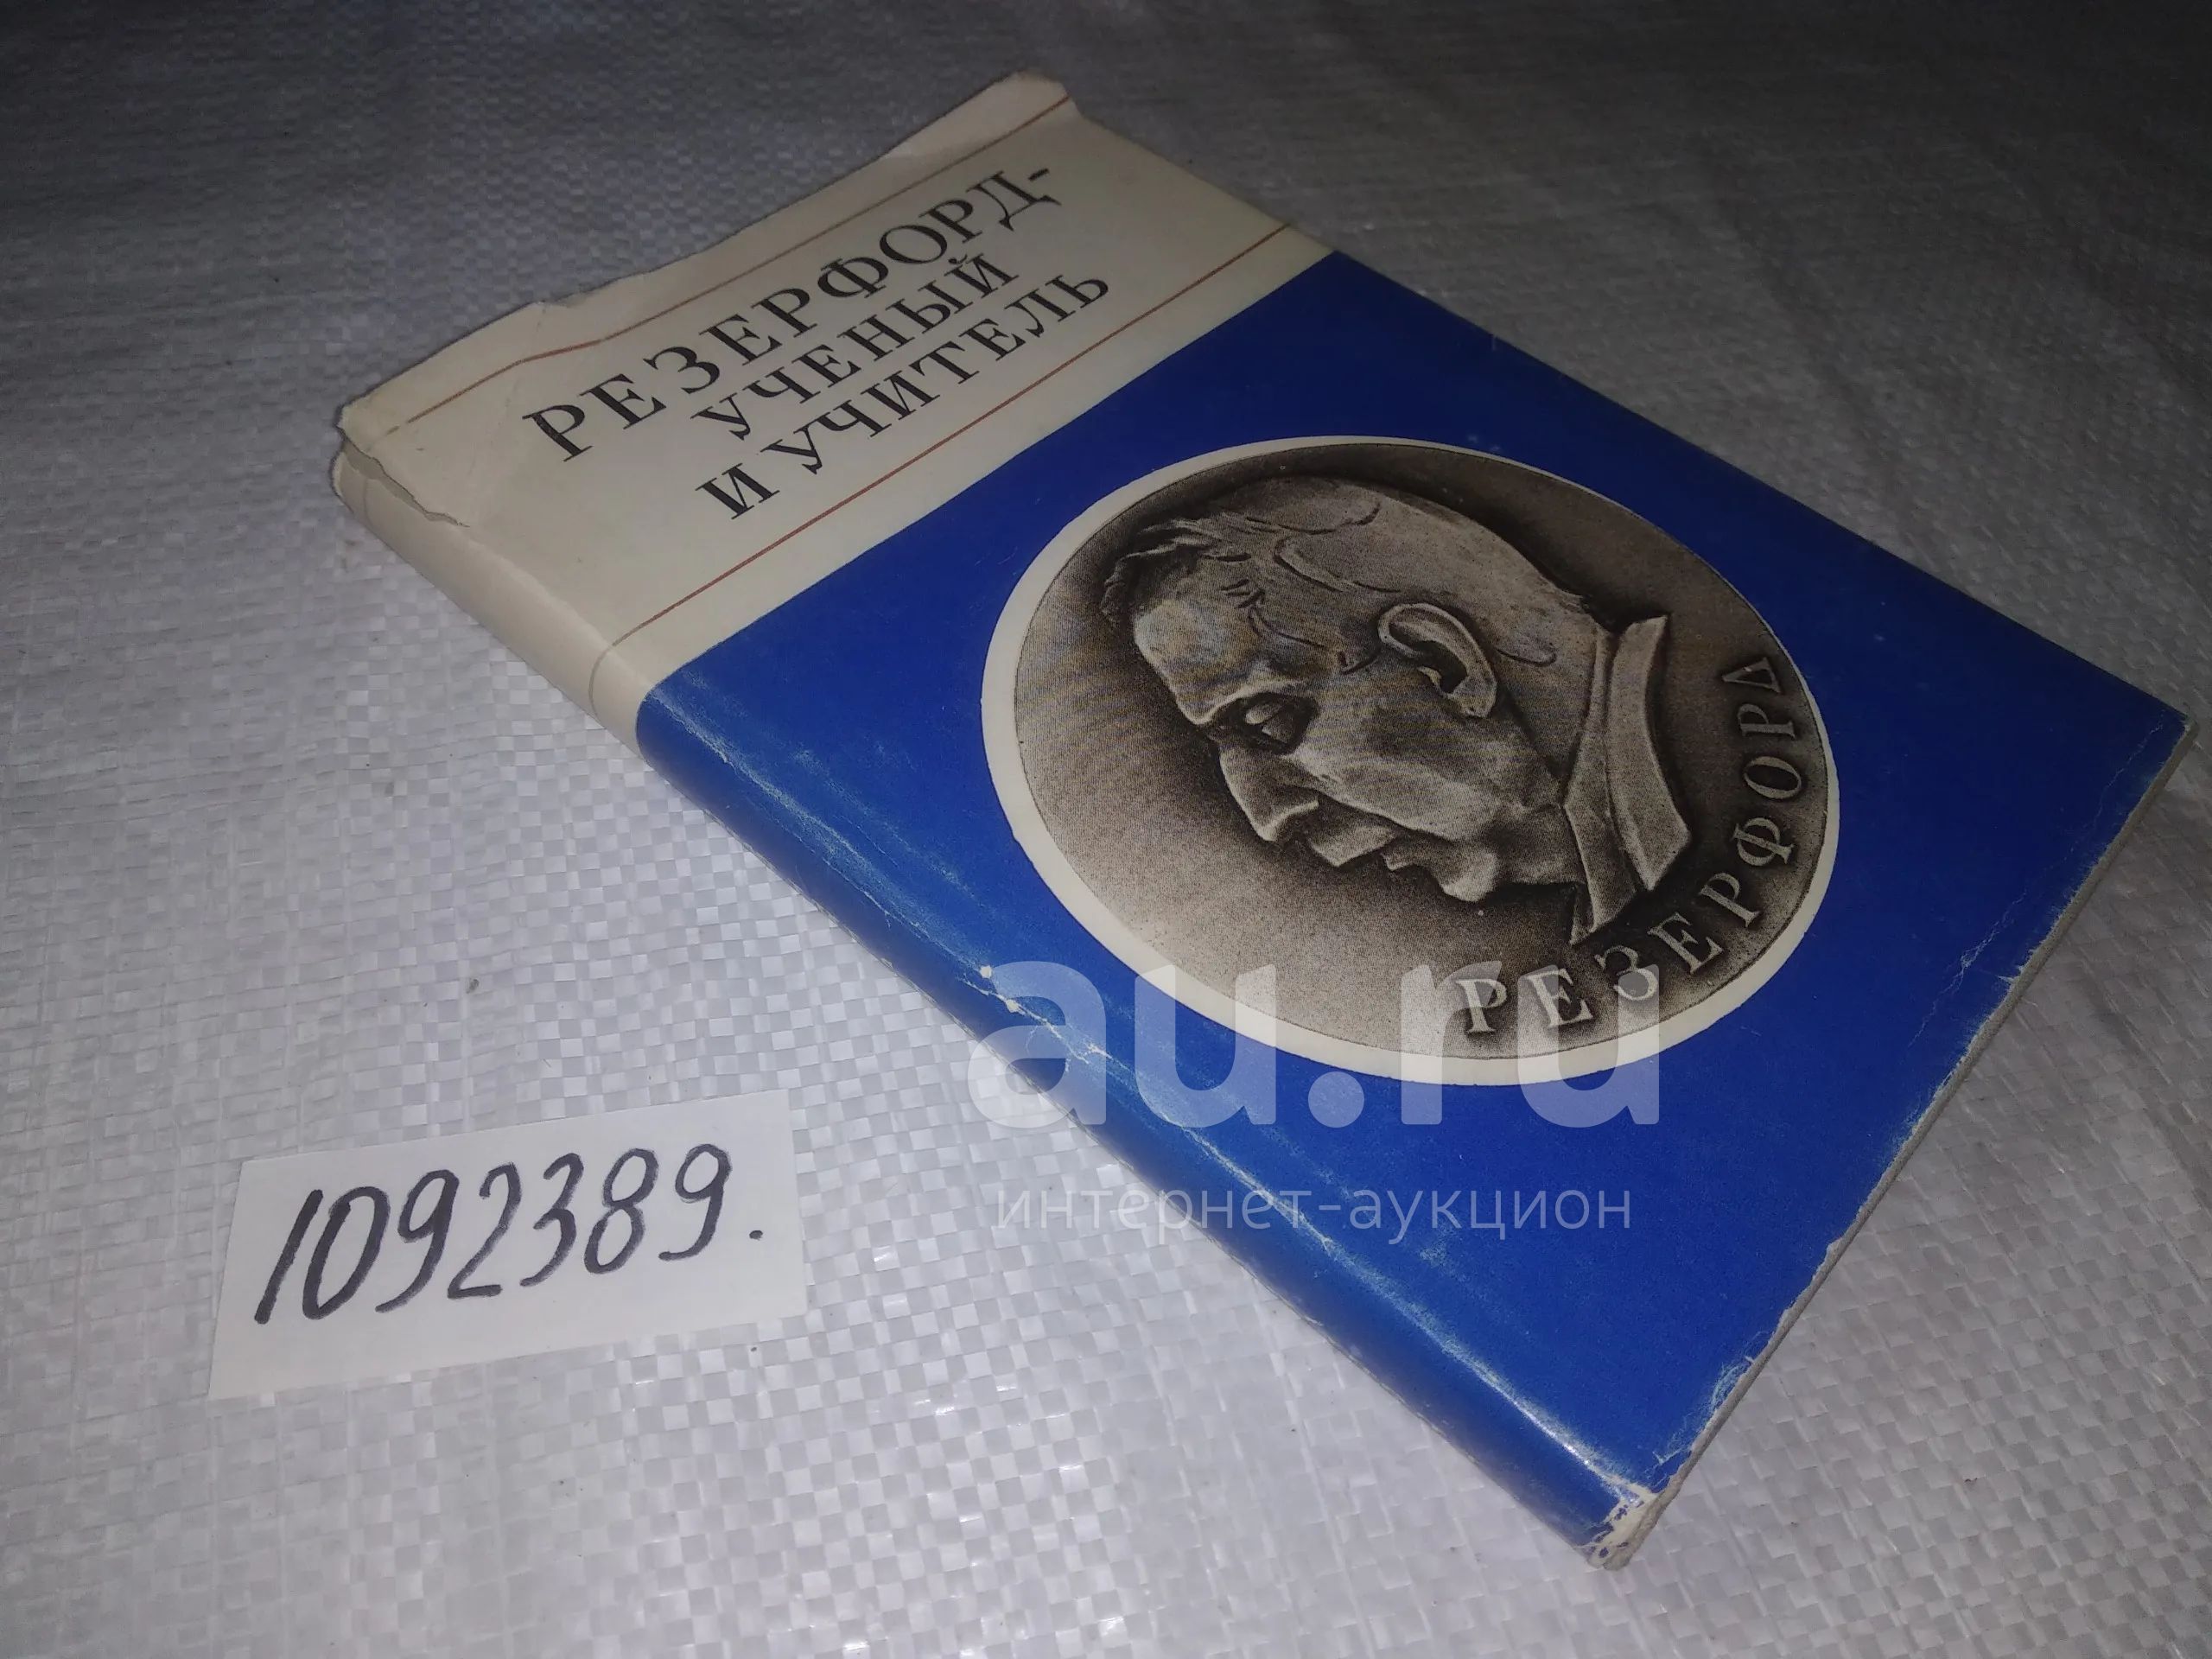 РЕЗЕРФОРД-
УЧЕНЫЙ
И УЧИТЕЛЬ
РЕЗЕРФОРД
au.ru
интернет-аукцион
1092389.